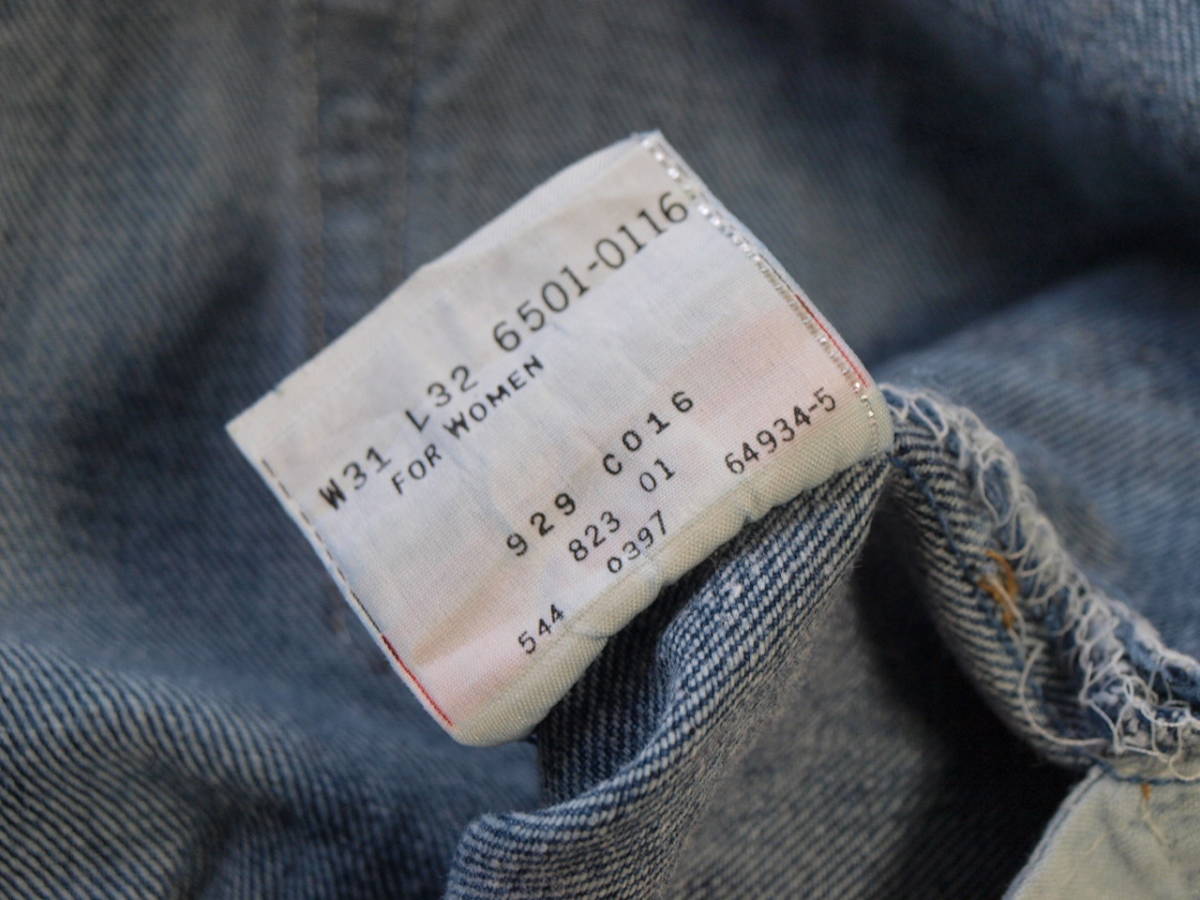 W31 L32 6501-0116
FOR WOMEN
929 C016
823 01 64934-5
0397
544